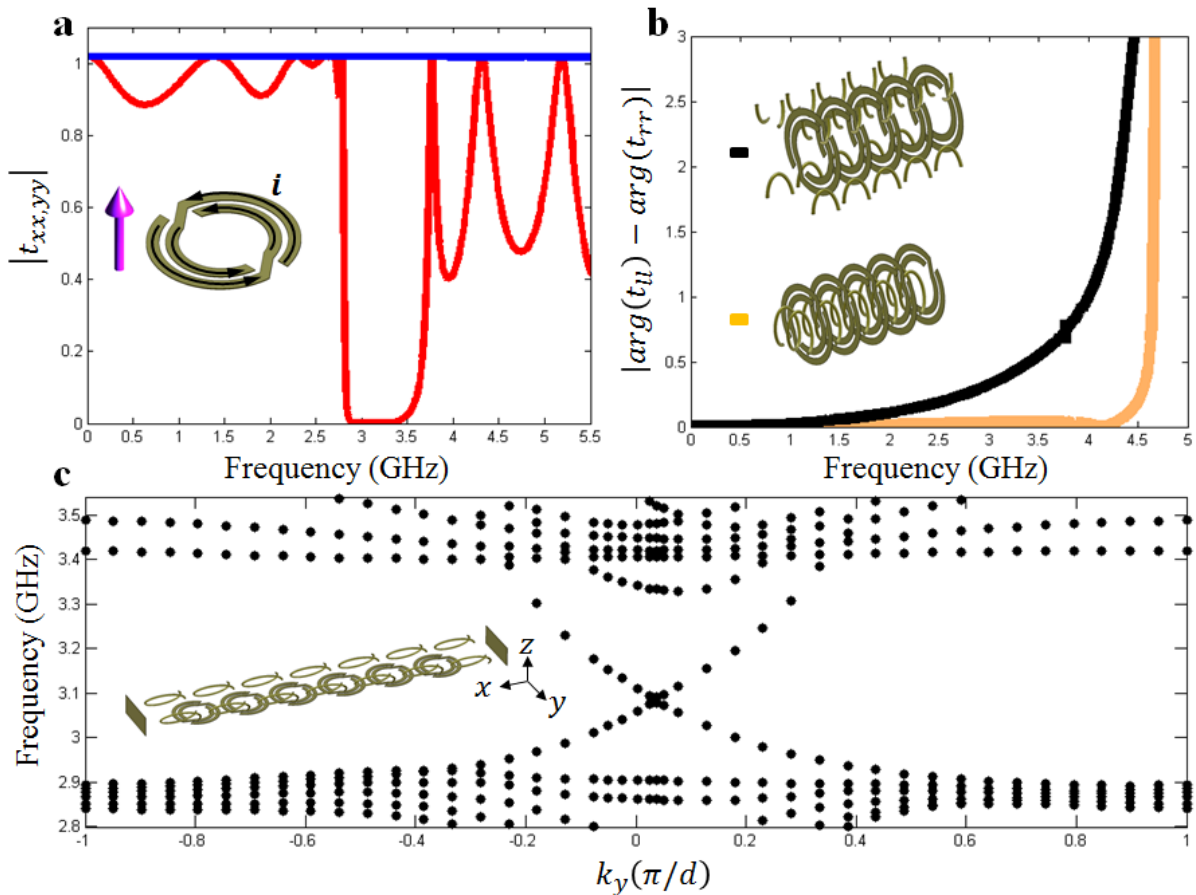 a
1
0.8
0.6
0.4
0.2
0
|t_{xx,yy}|
i
0 0.5 1 1.5 2 2.5 3 3.5 4 4.5 5 5.5
Frequency (GHz)
b
3
2.5
2
1.5
1
0.5
0
|arg(t_{ll}) − arg(t_{rr})|
0.5 1 1.5 2 2.5 3 3.5 4 4.5 5
Frequency (GHz)
c
3.5
3.4
3.3
3.2
3.1
3
2.9
2.8
Frequency (GHz)
z
x
y
-1 -0.8 -0.6 -0.4 -0.2 0 0.2 0.4 0.6 0.8 1
k_y(π/d)